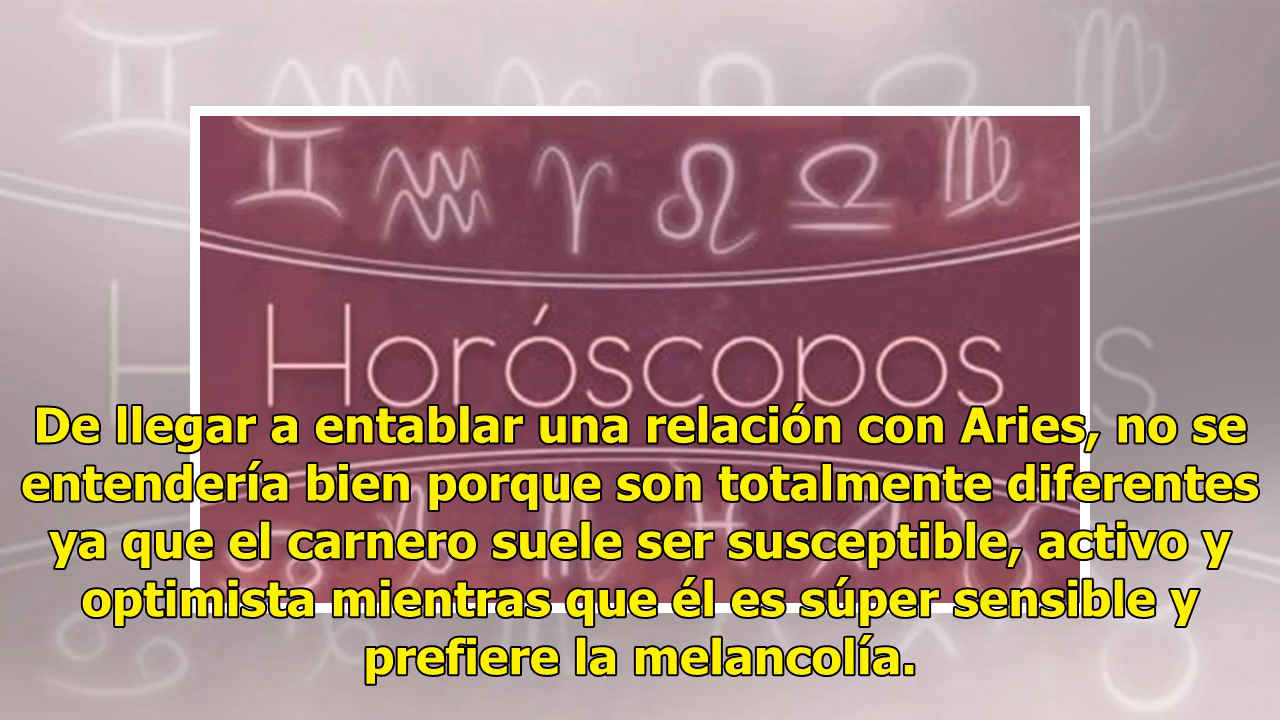 Horóscopos
De llegar a entablar una relación con Aries, no se
entendería bien porque son totalmente diferentes
ya que el carnero suele ser susceptible, activo y
optimista mientras que él es súper sensible y
prefiere la melancolía.